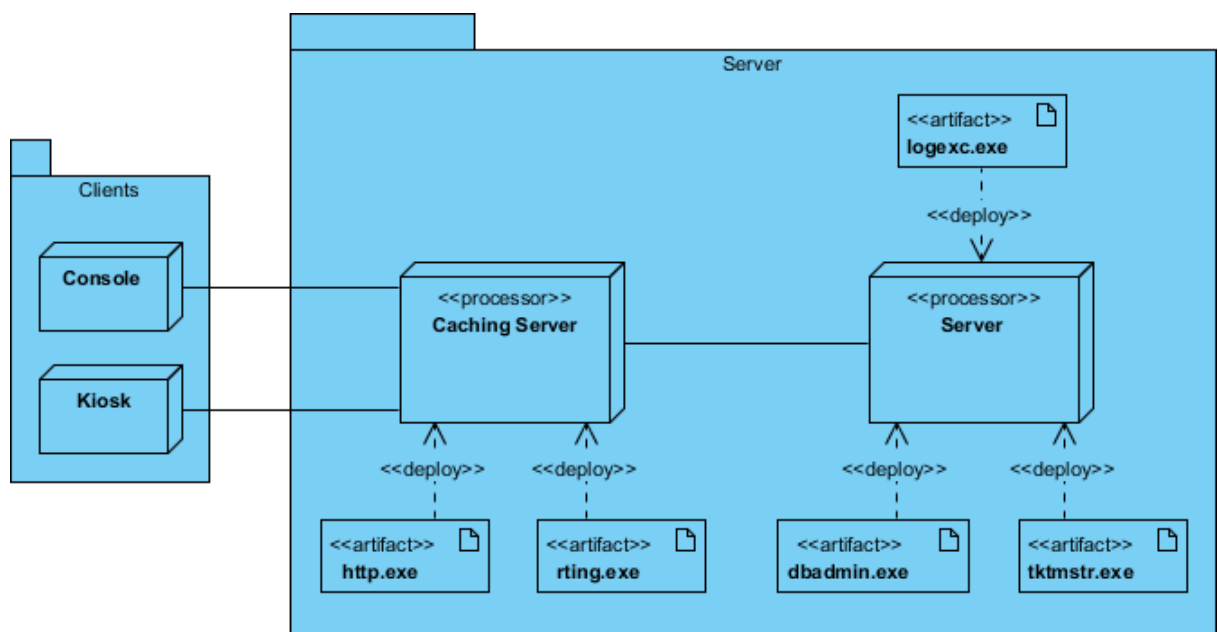 Server
<<artifact>>
logexc.exe
<<deploy>>
Clients
Console
Kiosk
<<processor>>
Caching Server
<<processor>>
Server
<<deploy>>
<<deploy>>
<<deploy>>
<<deploy>>
<<artifact>>
http.exe
<<artifact>>
rting.exe
<<artifact>>
dbadmin.exe
<<artifact>>
tktmstr.exe